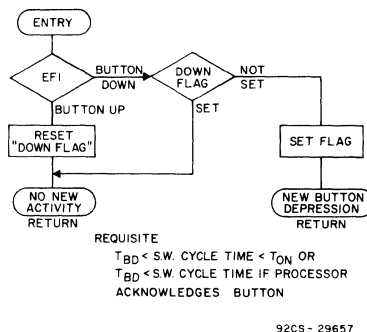 ENTRY
EFI
BUTTON
DOWN
DOWN
FLAG
NOT
SET
SET
BUTTON UP
RESET
"DOWN FLAG"
SET FLAG
NO NEW
ACTIVITY
RETURN
NEW BUTTON
DEPRESSION
RETURN
REQUISITE
TBD < S.W. CYCLE TIME < TON OR
TBD < S.W. CYCLE TIME IF PROCESSOR
ACKNOWLEDGES BUTTON
92CS-29657